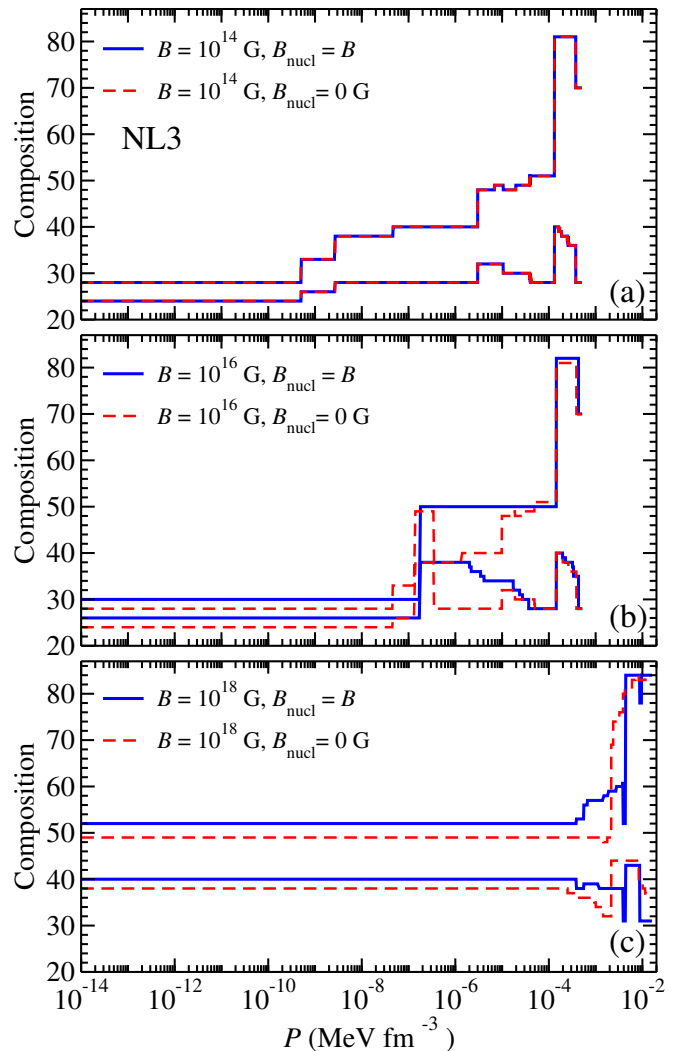 80
70
60
50
40
30
20
Composition
B = 10^14 G, B_nucl = B
B = 10^14 G, B_nucl = 0 G
NL3
(a)
80
70
60
50
40
30
20
Composition
B = 10^16 G, B_nucl = B
B = 10^16 G, B_nucl = 0 G
(b)
80
70
60
50
40
30
20
Composition
B = 10^18 G, B_nucl = B
B = 10^18 G, B_nucl = 0 G
(c)
10^-14 10^-12 10^-10 10^-8 10^-6 10^-4 10^-2
P (MeV fm^-3)